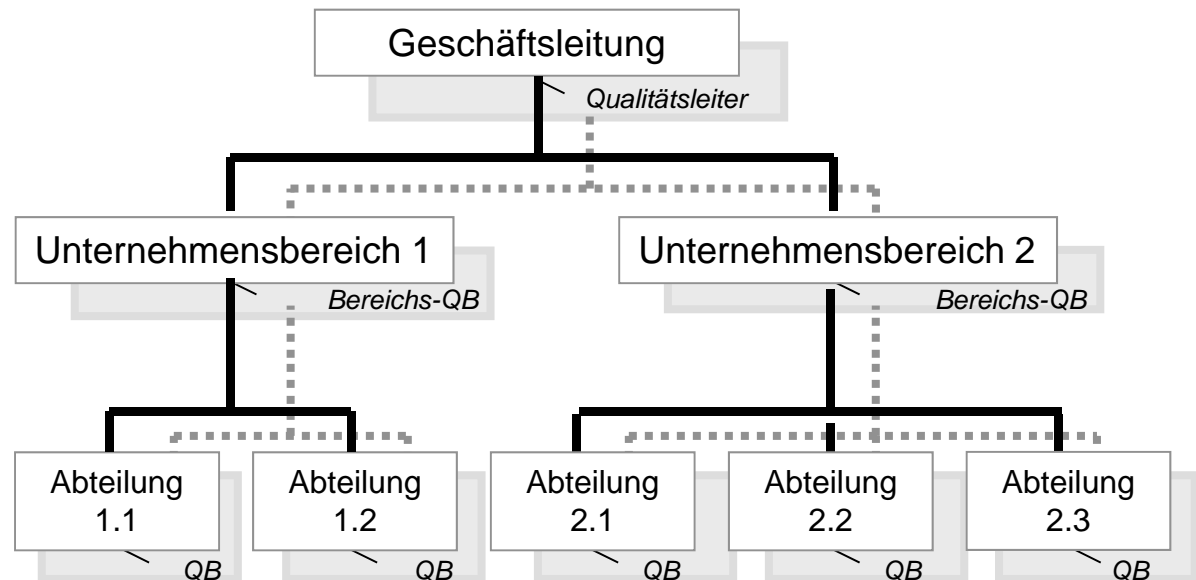 Geschäftsleitung
Qualitätsleiter
Unternehmensbereich 1
Unternehmensbereich 2
Bereichs-QB
Bereichs-QB
Abteilung
1.1
Abteilung
1.2
Abteilung
2.1
Abteilung
2.2
Abteilung
2.3
QB
QB
QB
QB
QB